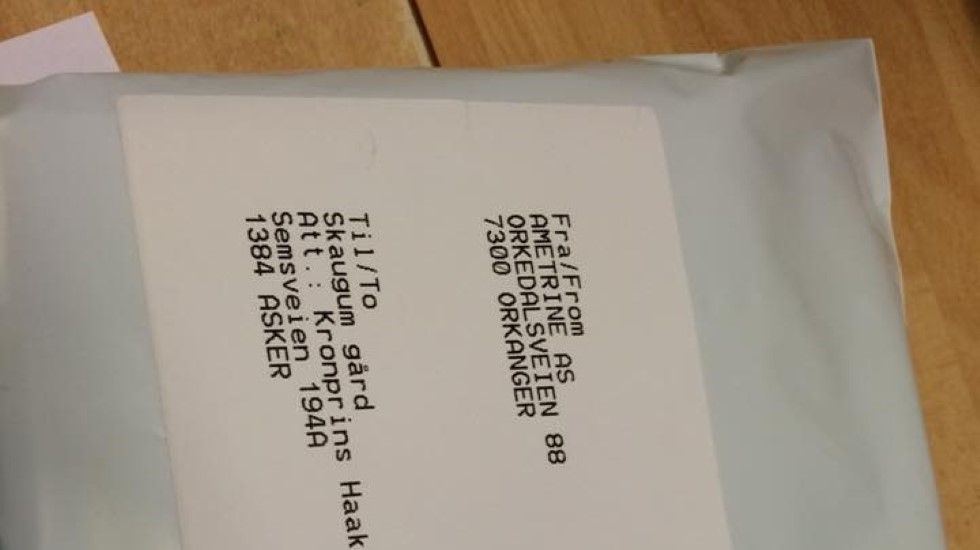 Fra/From
AMETRINE AS
ORKEDALSVEIEN 88
7300 ORKANGER
Til/To
Skaugum gård
Att.: Kronprins Haak
Semsveien 194A
1384 ASKER